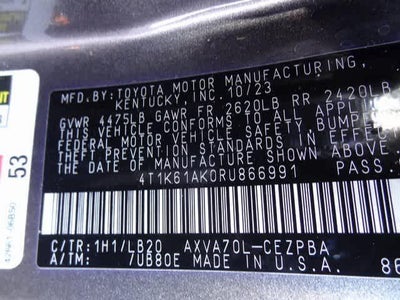 MFD.BY:TOYOTA MOTOR MANUFACTURING,
KENTUCKY,INC.10/23
GVWR 4475LB GAWR FR 2620LB RR 2420LB
THIS VEHICLE CONFORMS TO ALL APPL
FEDERAL MOTOR VEHICLE SAFETY, BUMPER
THEFT PREVENTION STANDARDS IN EFFECT
THE DATE OF MANUFACTURE SHOWN ABOVE.
4T1K61AK0RU866991 PASS.
C/TR:1H1/LB20 AXVA70L-CEZPBA
A/TM: 7UB80E MADE IN U.S.A. 86
53